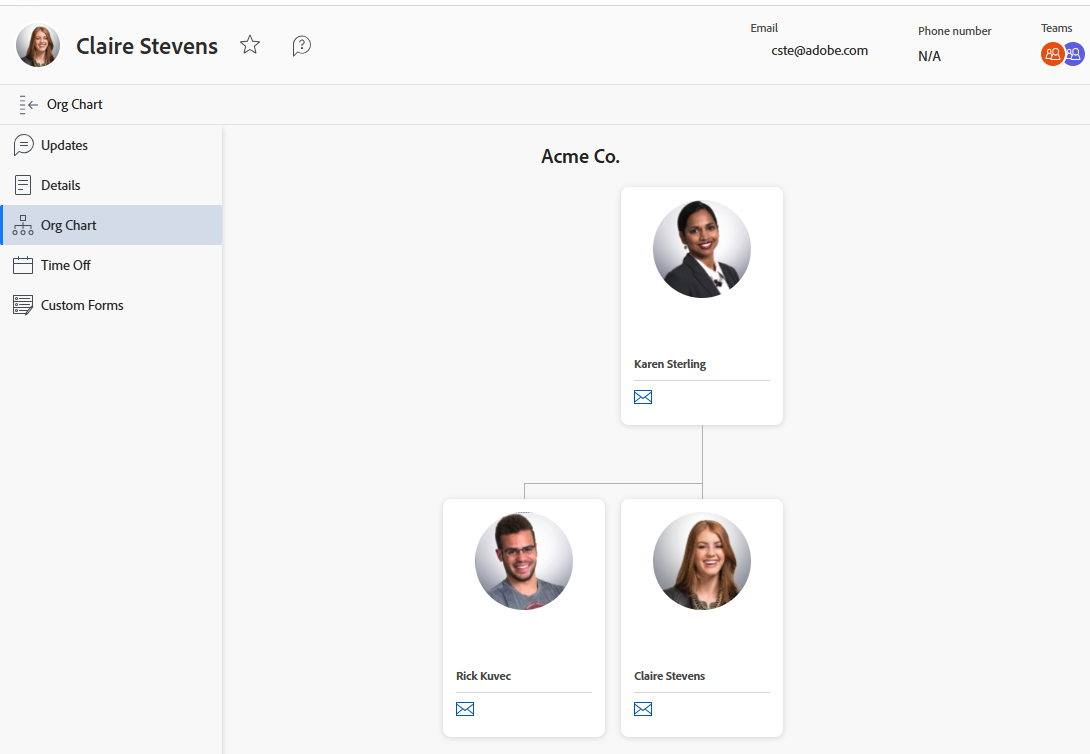 Claire Stevens
Email
cste@adobe.com
Phone number
N/A
Teams
Org Chart
Updates
Details
Org Chart
Time Off
Custom Forms
Acme Co.
Karen Sterling
Rick Kuvec
Claire Stevens